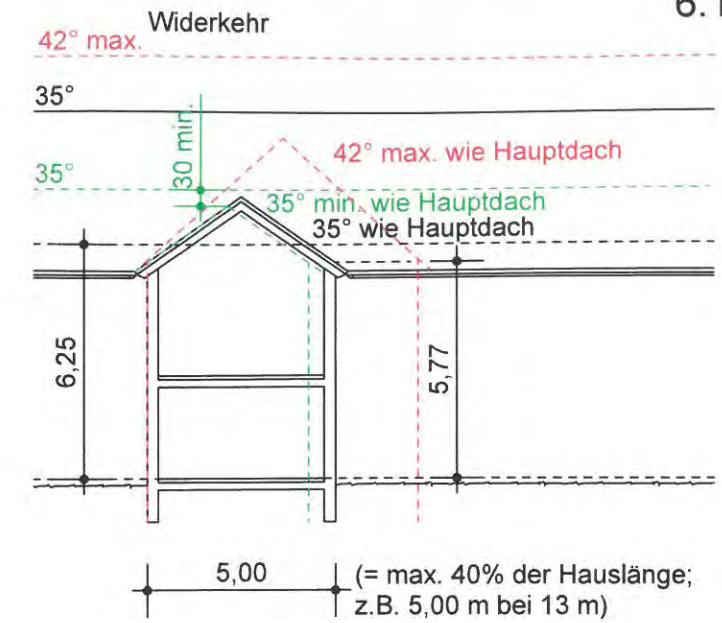 Widerkehr
6.
42° max.
35°
30 min.
42° max. wie Hauptdach
35°
35° min. wie Hauptdach
35° wie Hauptdach
6,25
5,77
5,00
(= max. 40% der Hauslänge;
z.B. 5,00 m bei 13 m)